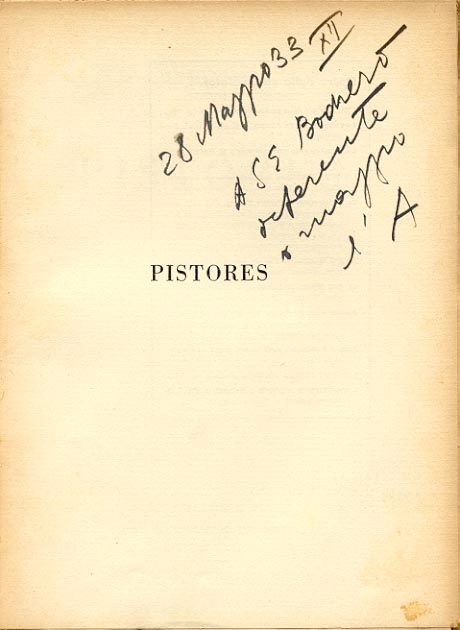 28 Maggio 33 XI
A S E Bodrero
deferente
omaggio
l'A
PISTORES